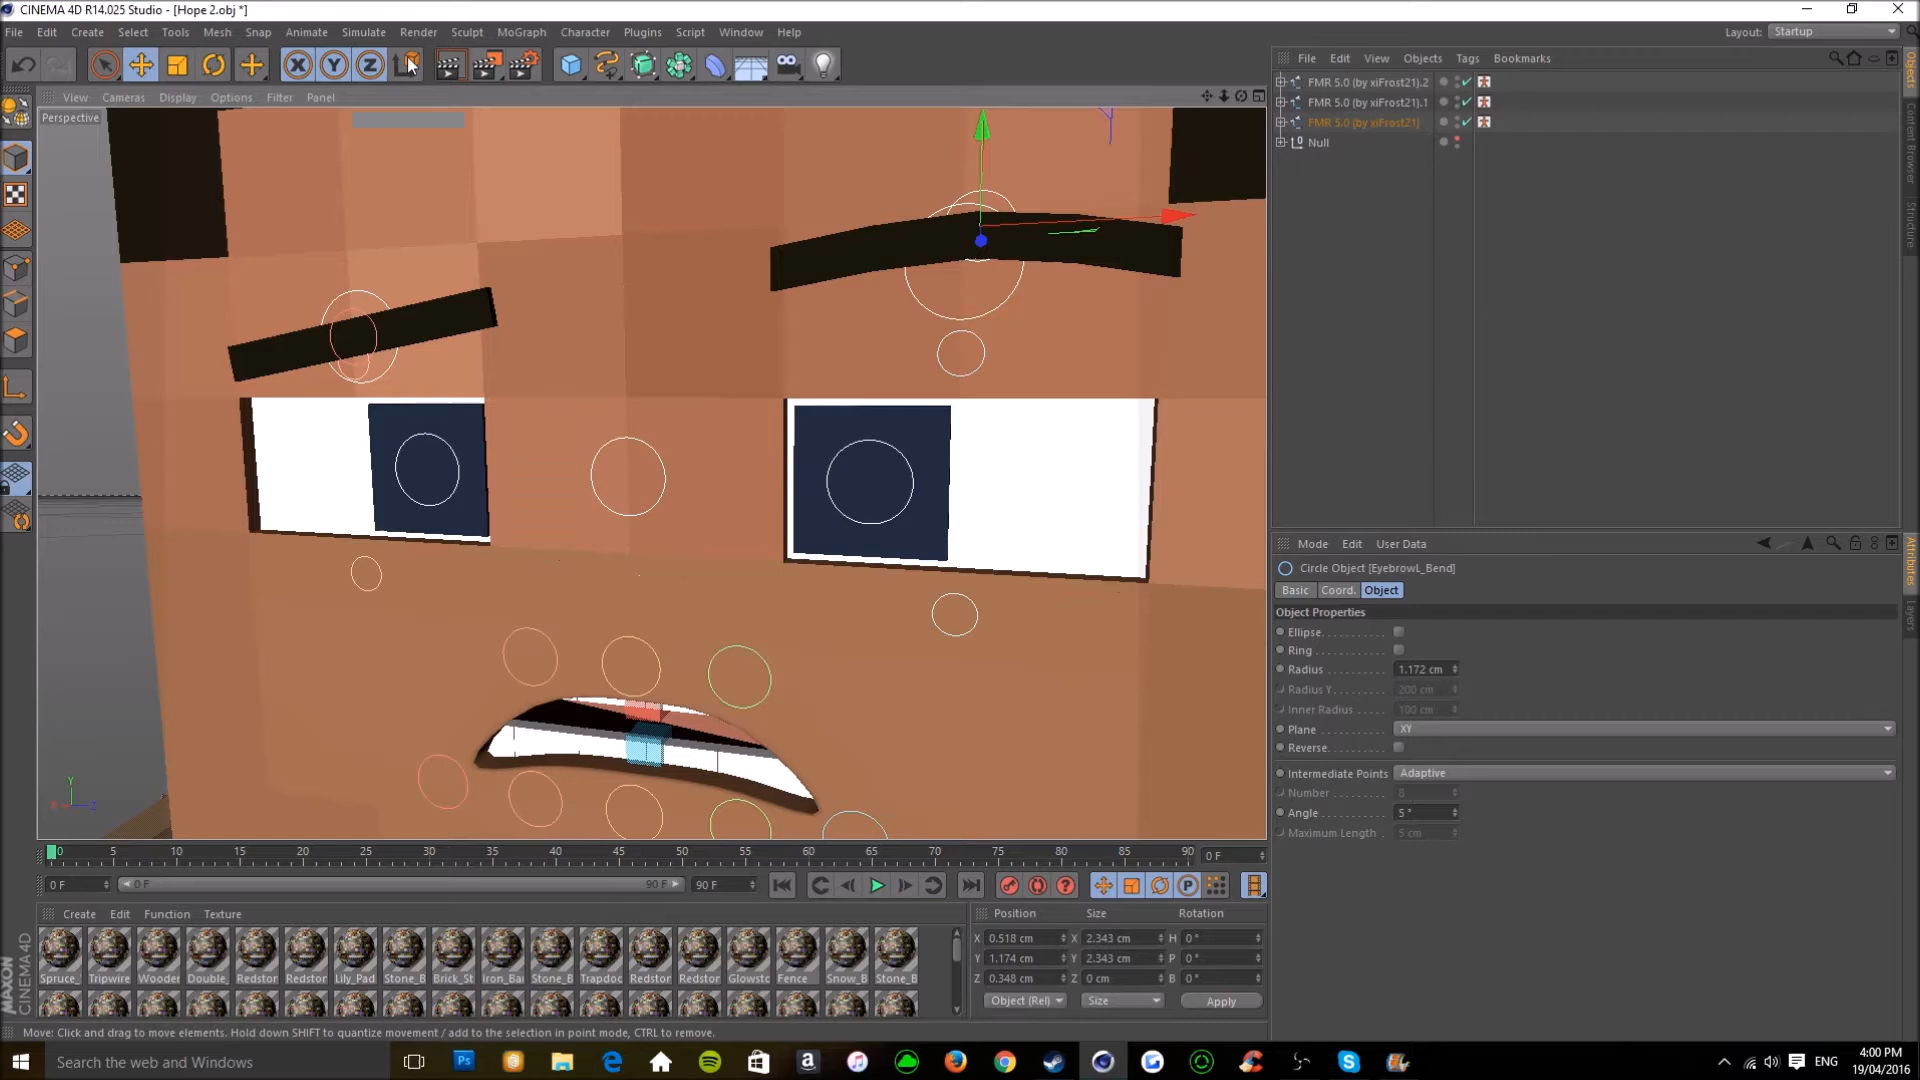 CINEMA 4D R14.025 Studio - [Hope 2.obj *]
File Edit Create Select Tools Mesh Snap Animate Simulate Render Sculpt MoGraph Character Plugins Script Window Help
Layout: Startup
View Cameras Display Options Filter Panel
Perspective
File Edit View Objects Tags Bookmarks
FMR 5.0 (by xiFrost21).2
FMR 5.0 (by xiFrost21).1
FMR 5.0 (by xiFrost21)
Null
Objects
Content Browser
Structure
Mode Edit User Data
Circle Object [EyebrowL_Bend]
Basic Coord. Object
Object Properties
Ellipse
Ring
Radius 1.172 cm
Radius Y 200 cm
Inner Radius 100 cm
Plane XY
Reverse
Intermediate Points Adaptive
Number 8
Angle 5 °
Maximum Length 5 cm
Attributes
Layers
0 5 10 15 20 25 30 35 40 45 50 55 60 65 70 75 80 85 90 0 F
0 F 0 F 90 F 90 F
Create Edit Function Texture
Spruce_ Tripwire Wooder Double_ Redstor Redstor Lily_Pad Stone_B Brick_St Iron_Bar Stone_B Trapdoc Redstor Redstor Glowstc Fence Snow_B Stone_B
Position Size Rotation
X 0.518 cm X 2.343 cm H 0 °
Y 1.174 cm Y 2.343 cm P 0 °
Z 0.348 cm Z 0 cm B 0 °
Object (Rel) Size Apply
MAXON CINEMA4D
Move: Click and drag to move elements. Hold down SHIFT to quantize movement / add to the selection in point mode, CTRL to remove.
Search the web and Windows
ENG
4:00 PM
19/04/2016